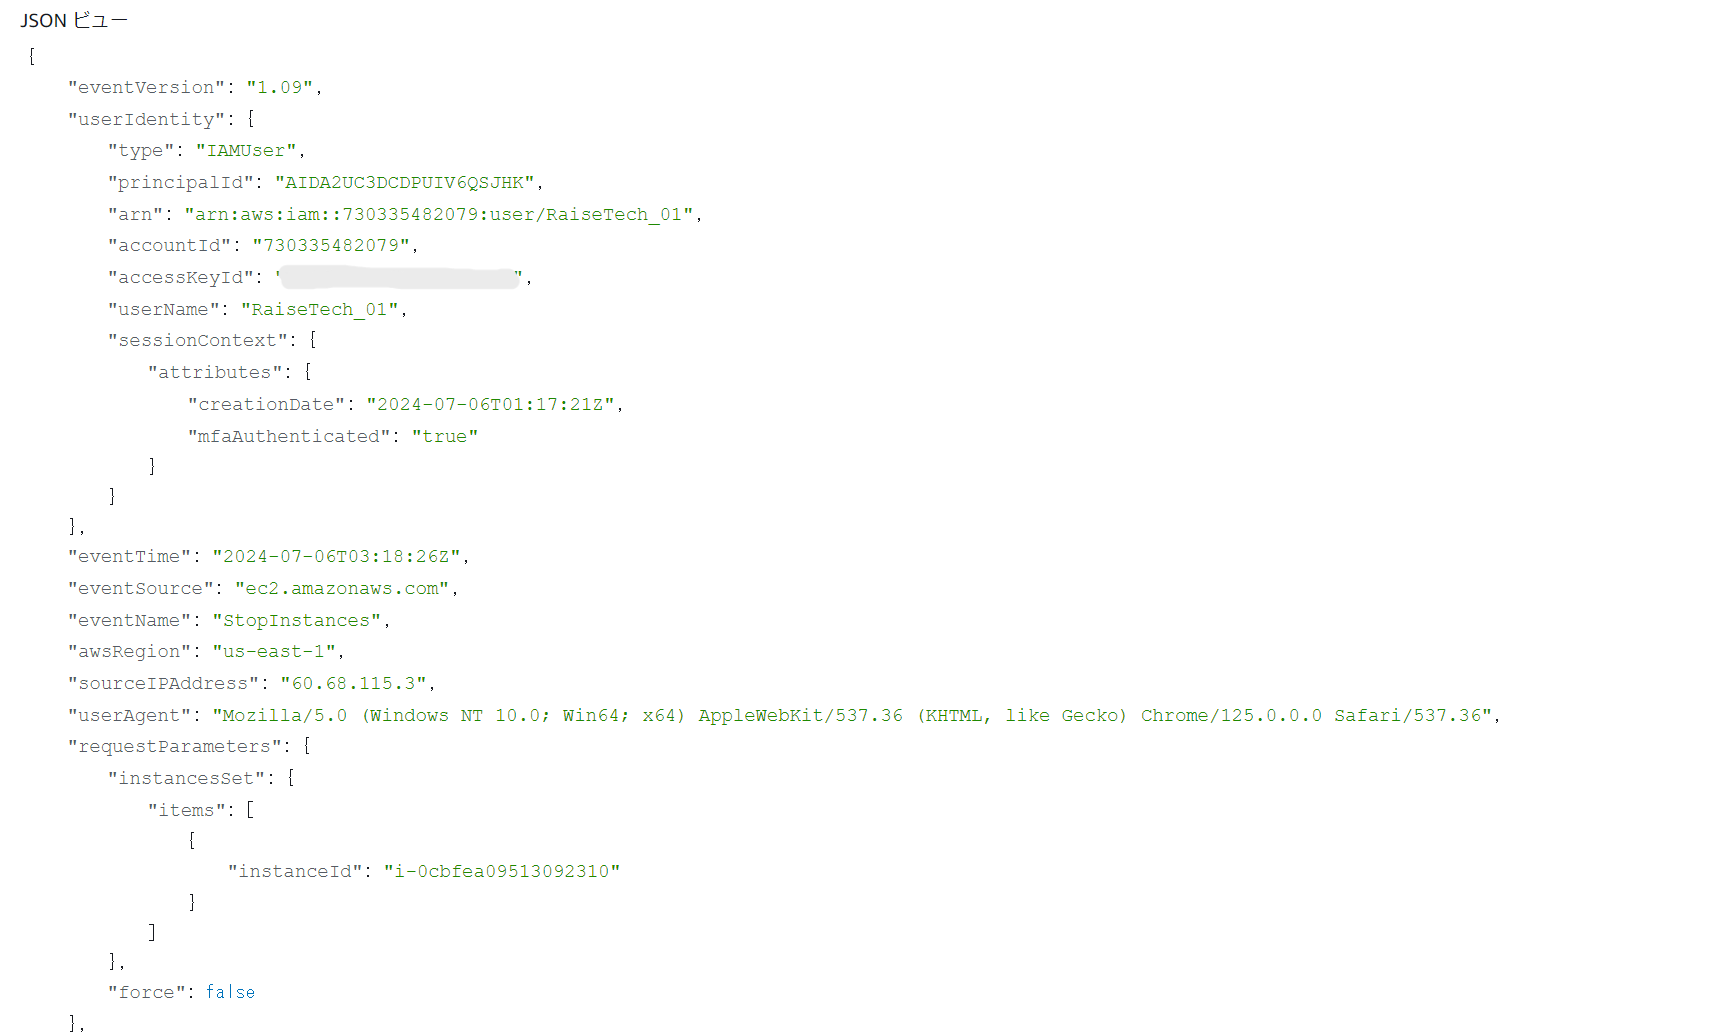 JSON ビュー
{
    "eventVersion": "1.09",
    "userIdentity": {
        "type": "IAMUser",
        "principalId": "AIDA2UC3DCDPUIV6QSJHK",
        "arn": "arn:aws:iam::730335482079:user/RaiseTech_01",
        "accountId": "730335482079",
        "accessKeyId": "",
        "userName": "RaiseTech_01",
        "sessionContext": {
            "attributes": {
                "creationDate": "2024-07-06T01:17:21Z",
                "mfaAuthenticated": "true"
            }
        }
    },
    "eventTime": "2024-07-06T03:18:26Z",
    "eventSource": "ec2.amazonaws.com",
    "eventName": "StopInstances",
    "awsRegion": "us-east-1",
    "sourceIPAddress": "60.68.115.3",
    "userAgent": "Mozilla/5.0 (Windows NT 10.0; Win64; x64) AppleWebKit/537.36 (KHTML, like Gecko) Chrome/125.0.0.0 Safari/537.36",
    "requestParameters": {
        "instancesSet": {
            "items": [
                {
                    "instanceId": "i-0cbfea09513092310"
                }
            ]
        },
        "force": false
    },